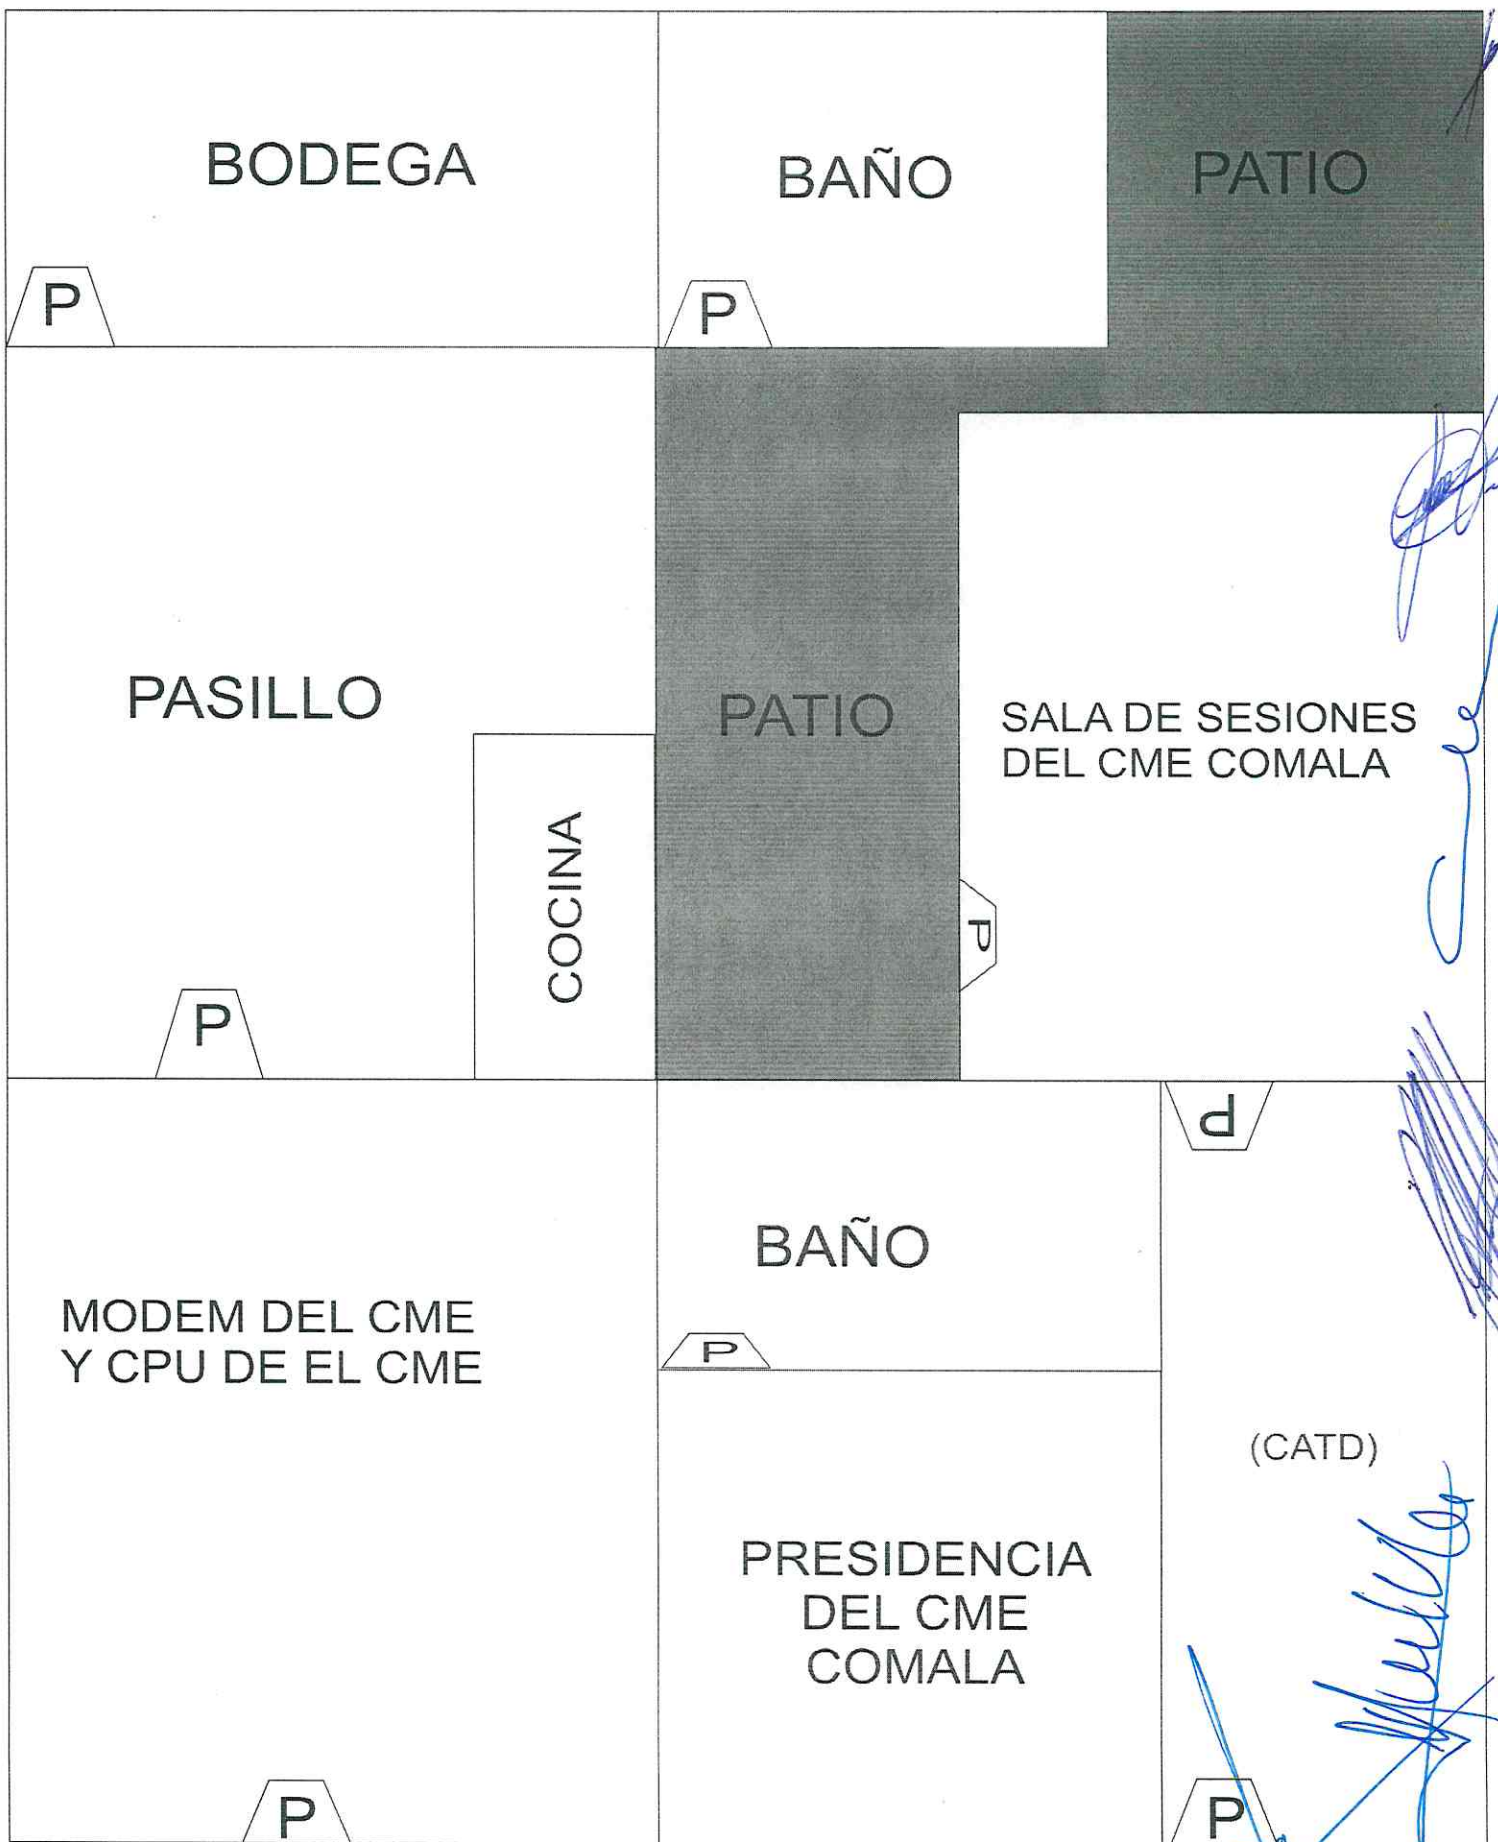 BODEGA
BAÑO
PATIO
P
P
PASILLO
PATIO
SALA DE SESIONES
DEL CME COMALA
COCINA
P
P
P
BAÑO
MODEM DEL CME
Y CPU DE EL CME
P
(CATD)
PRESIDENCIA
DEL CME
COMALA
P
P